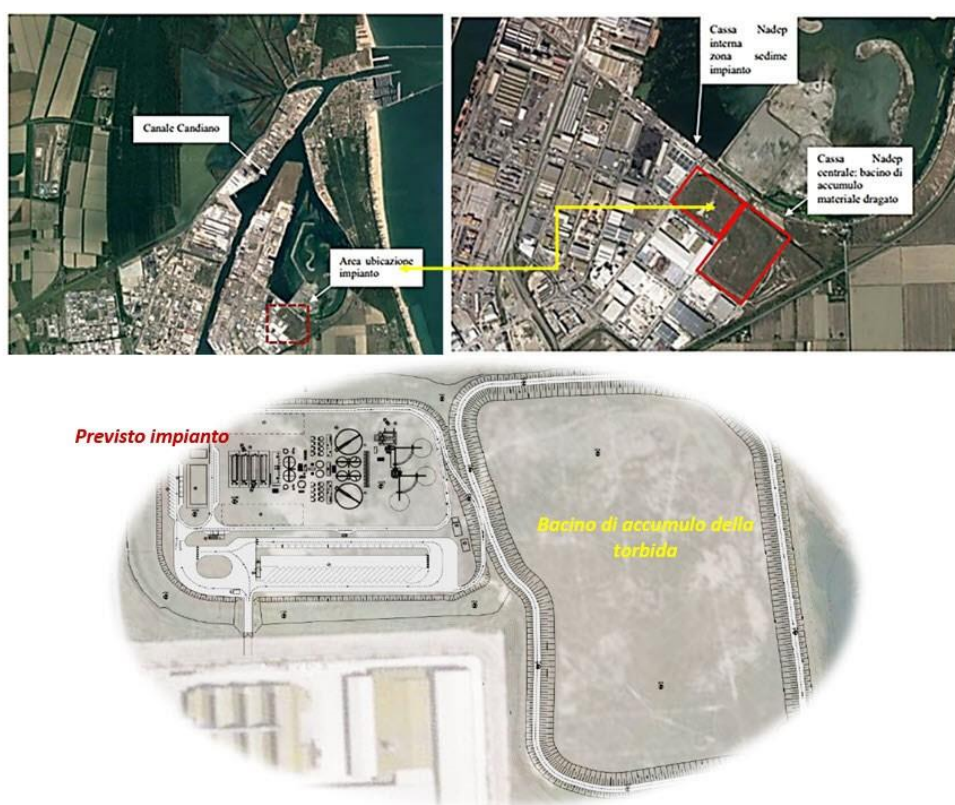 Canale Candiano
Area ubicazione
impianto
Cassa Nadep
interna
zona sedime
impianto
Cassa Nadep
centrale: bacino di
accumulo
materiale dragato
Previsto impianto
Bacino di accumulo della
torbida